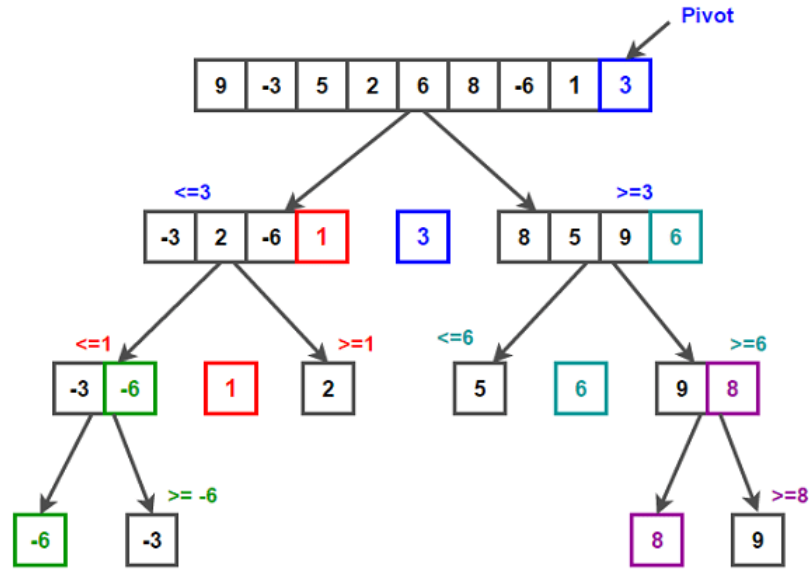 Pivot
9 -3 5 2 6 8 -6 1 3
<=3 >=3
-3 2 -6 1 3 8 5 9 6
<=1 >=1 <=6 >=6
-3 -6 1 2 5 6 9 8
>= -6 >=8
-6 -3 8 9